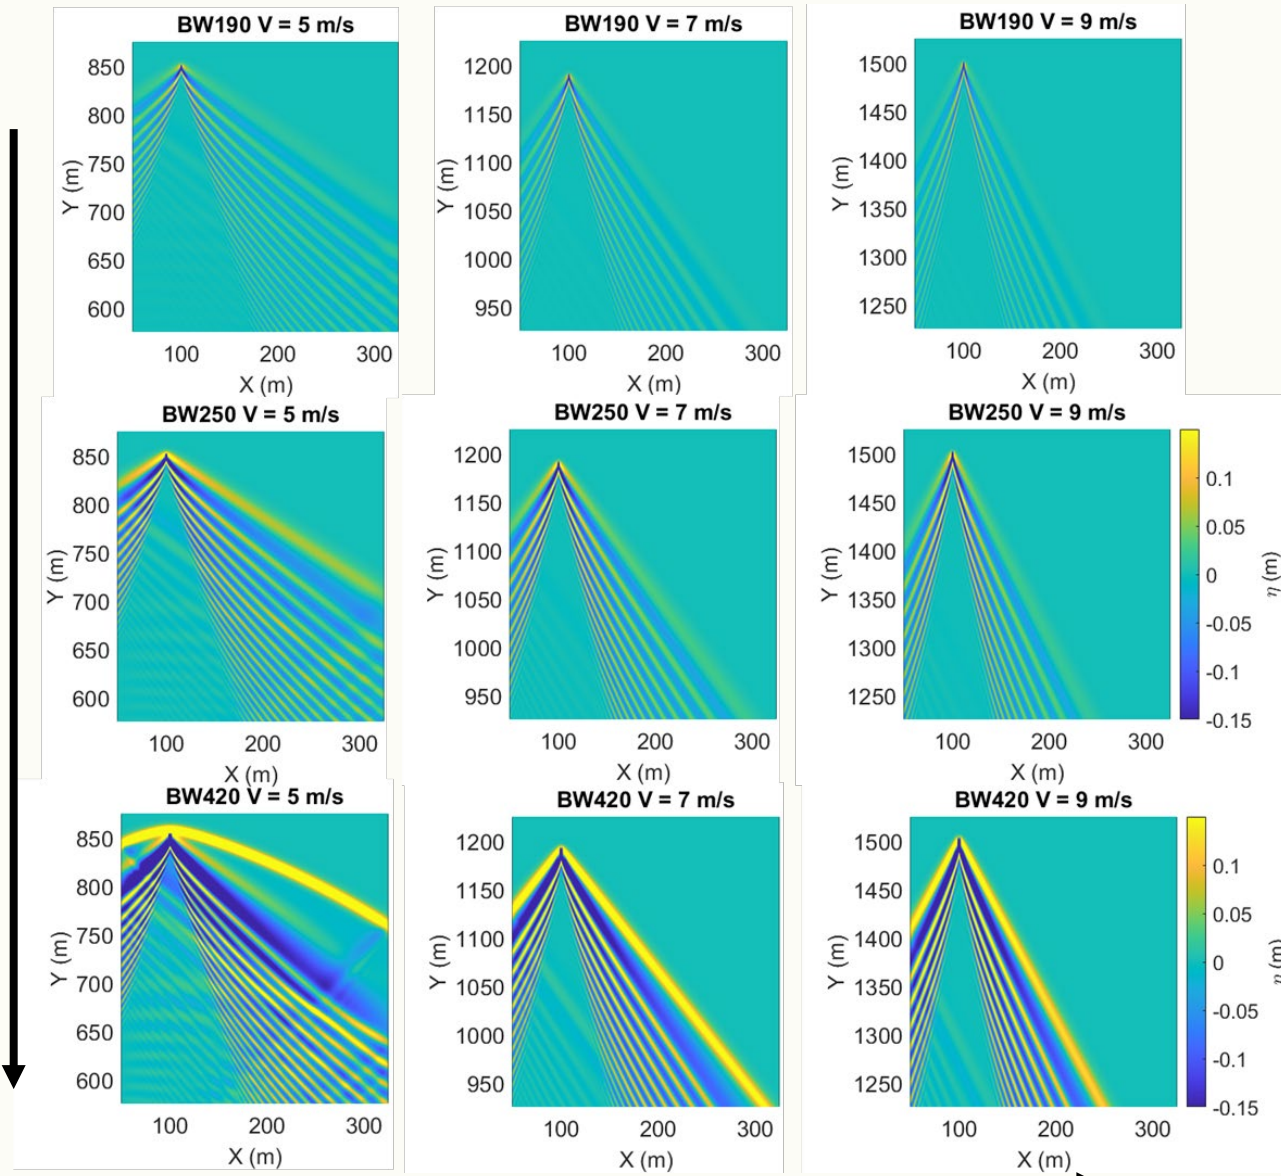 BW190 V = 5 m/s
850
800
750
700
650
600
Y (m)
100 200 300
X (m)
BW190 V = 7 m/s
1200
1150
1100
1050
1000
950
Y (m)
100 200 300
X (m)
BW190 V = 9 m/s
1500
1450
1400
1350
1300
1250
Y (m)
100 200 300
X (m)
BW250 V = 5 m/s
850
800
750
700
650
600
Y (m)
100 200 300
X (m)
BW250 V = 7 m/s
1200
1150
1100
1050
1000
950
Y (m)
100 200 300
X (m)
BW250 V = 9 m/s
1500
1450
1400
1350
1300
1250
Y (m)
100 200 300
X (m)
0.1
0.05
0
-0.05
-0.1
-0.15
η (m)
BW420 V = 5 m/s
850
800
750
700
650
600
Y (m)
100 200 300
X (m)
BW420 V = 7 m/s
1200
1150
1100
1050
1000
950
Y (m)
100 200 300
X (m)
BW420 V = 9 m/s
1500
1450
1400
1350
1300
1250
Y (m)
100 200 300
X (m)
0.1
0.05
0
-0.05
-0.1
-0.15
η (m)